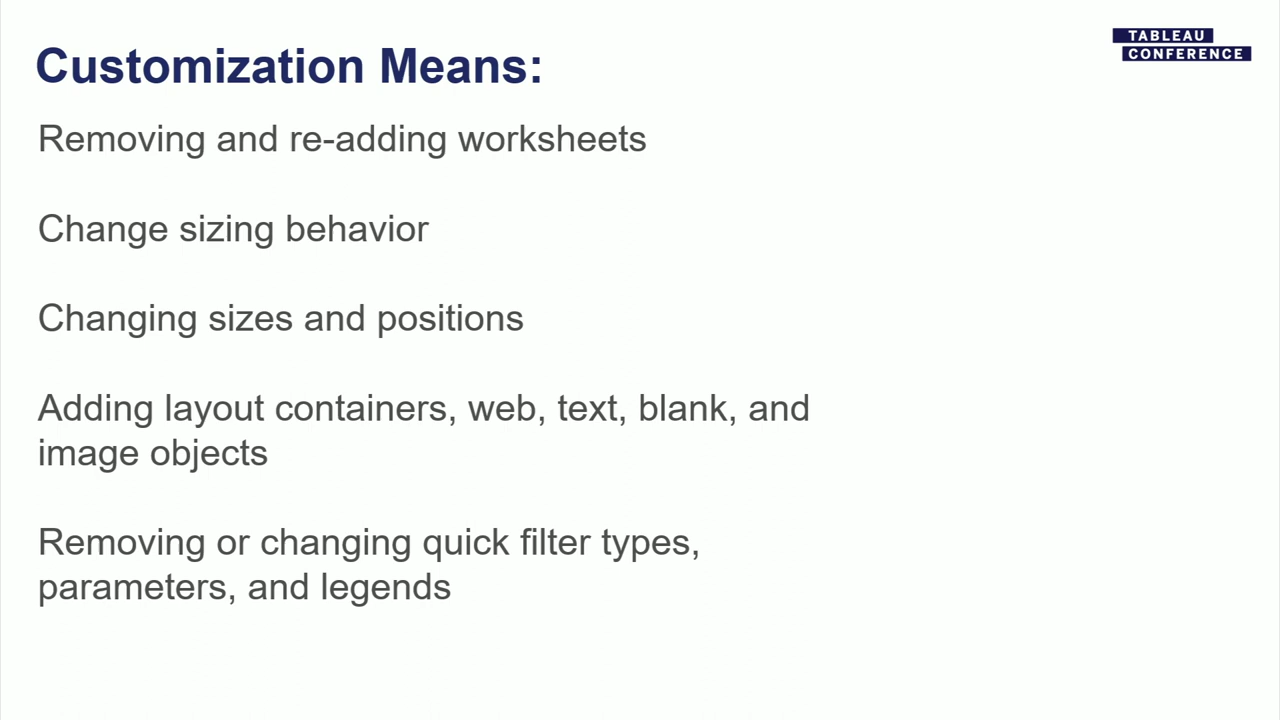 TABLEAU
CONFERENCE
Customization Means:
Removing and re-adding worksheets
Change sizing behavior
Changing sizes and positions
Adding layout containers, web, text, blank, and
image objects
Removing or changing quick filter types,
parameters, and legends